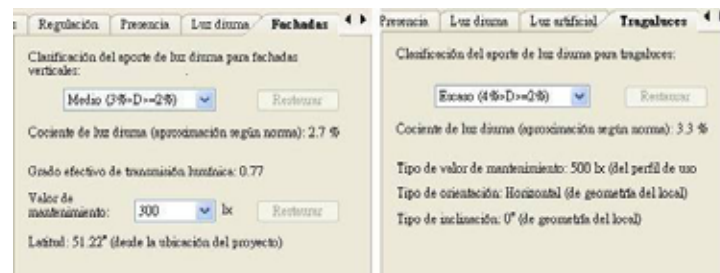 Regulación Presencia Luz diurna Fachadas
Clasificación del aporte de luz diurna para fachadas
verticales:
Medio (3%>D>=2%) Restaurar
Cociente de luz diurna (aproximación según norma): 2.7 %
Grado efectivo de transmisión lumínica: 0.77
Valor de
mantenimiento: 300 lx Restaurar
Latitud: 51.22° (desde la ubicación del proyecto)
Presencia Luz diurna Luz artificial Tragaluces
Clasificación del aporte de luz diurna para tragaluces:
Escaso (4%>D>=2%) Restaurar
Cociente de luz diurna (aproximación según norma): 3.3 %
Tipo de valor de mantenimiento: 500 lx (del perfil de uso
Tipo de orientación: Horizontal (de geometría del local)
Tipo de inclinación: 0° (de geometría del local)